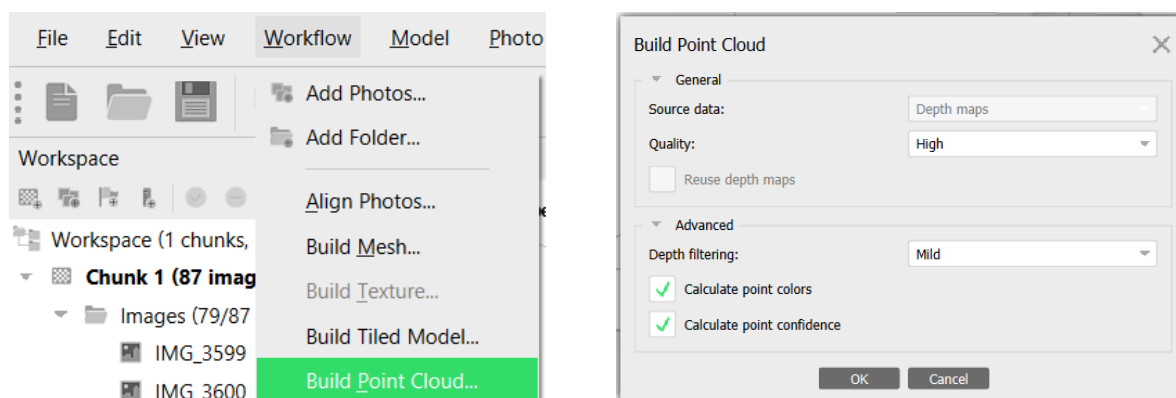 File Edit View Workflow Model Photo
Add Photos...
Add Folder...
Workspace
Align Photos...
Workspace (1 chunks,
Build Mesh...
Chunk 1 (87 imag
Build Texture...
Images (79/87
Build Tiled Model...
IMG_3599
Build Point Cloud...
IMG_3600
Build Point Cloud
General
Source data: Depth maps
Quality: High
Reuse depth maps
Advanced
Depth filtering: Mild
Calculate point colors
Calculate point confidence
OK Cancel